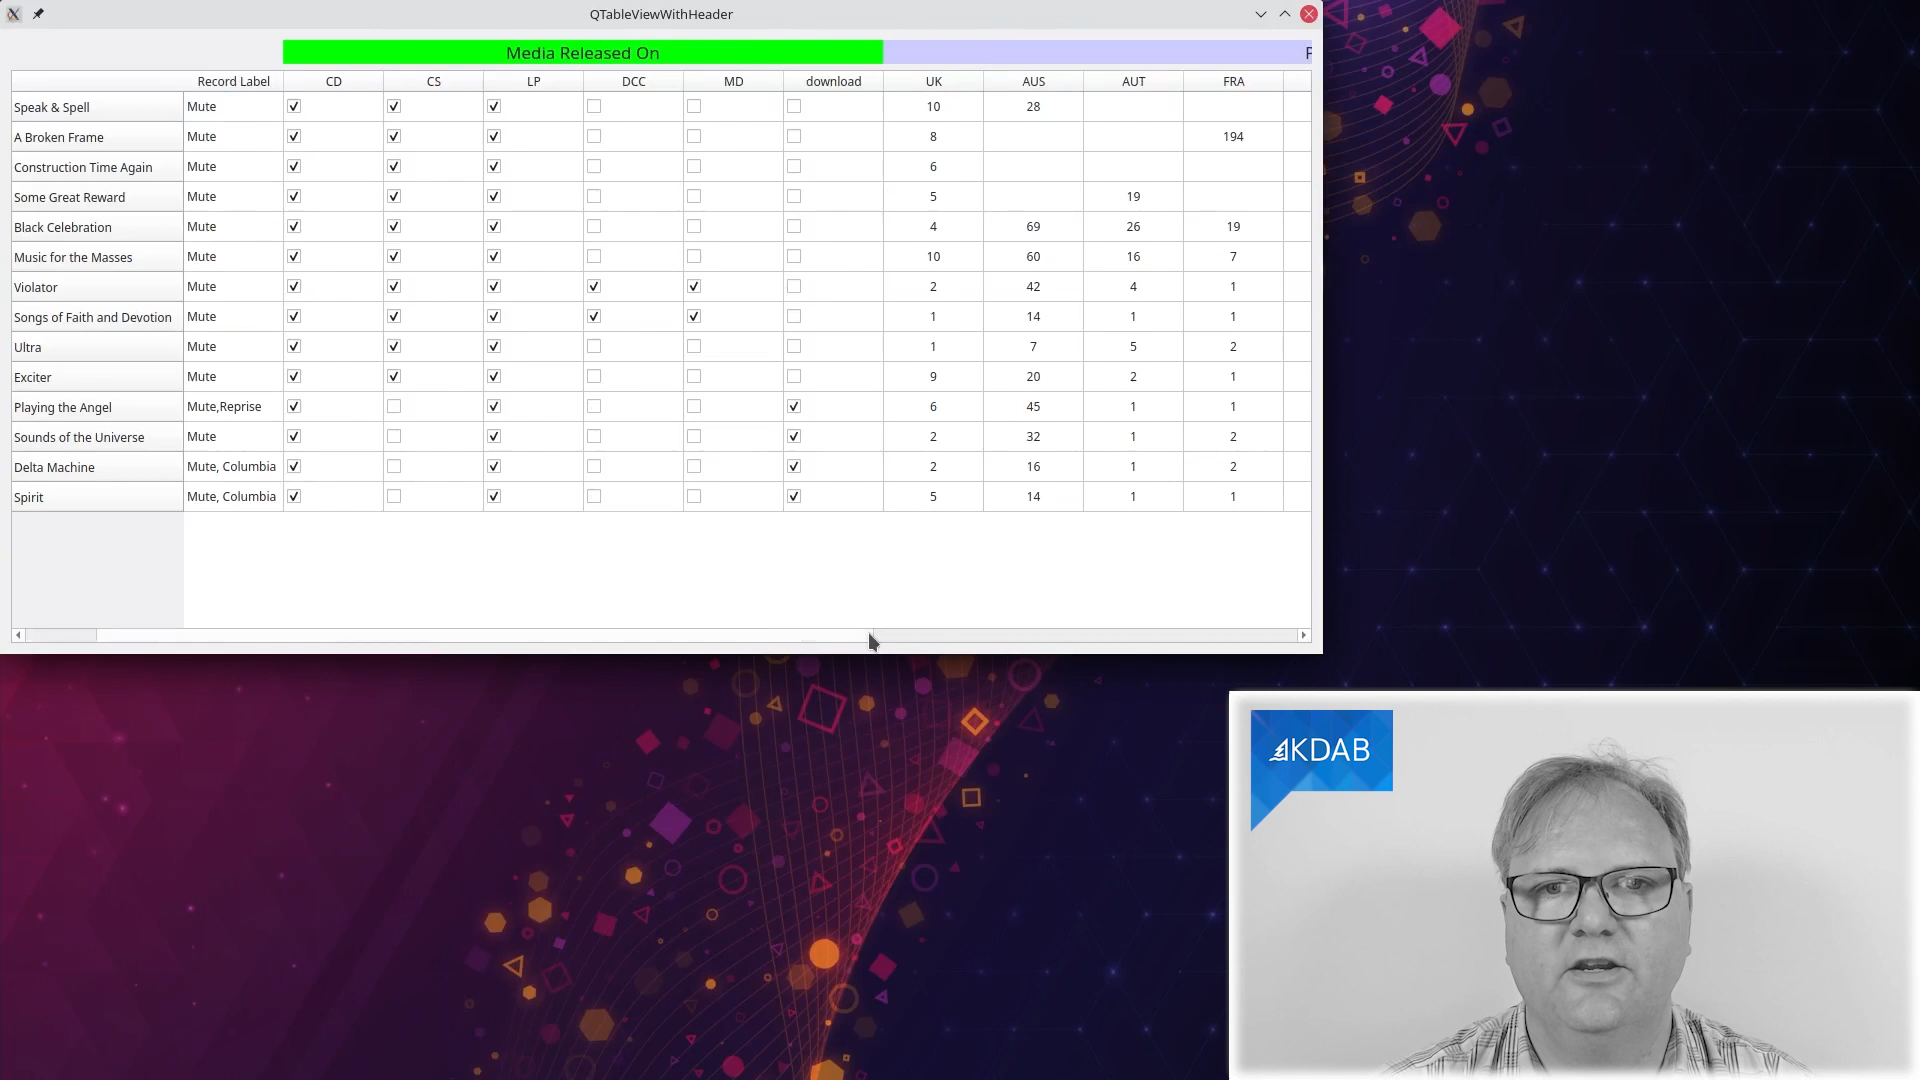 QTableViewWithHeader
Media Released On
Record Label CD CS LP DCC MD download UK AUS AUT FRA
Speak & Spell Mute 10 28
A Broken Frame Mute 8 194
Construction Time Again Mute 6
Some Great Reward Mute 5 19
Black Celebration Mute 4 69 26 19
Music for the Masses Mute 10 60 16 7
Violator Mute 2 42 4 1
Songs of Faith and Devotion Mute 1 14 1 1
Ultra Mute 1 7 5 2
Exciter Mute 9 20 2 1
Playing the Angel Mute,Reprise 6 45 1 1
Sounds of the Universe Mute 2 32 1 2
Delta Machine Mute, Columbia 2 16 1 2
Spirit Mute, Columbia 5 14 1 1
KDAB